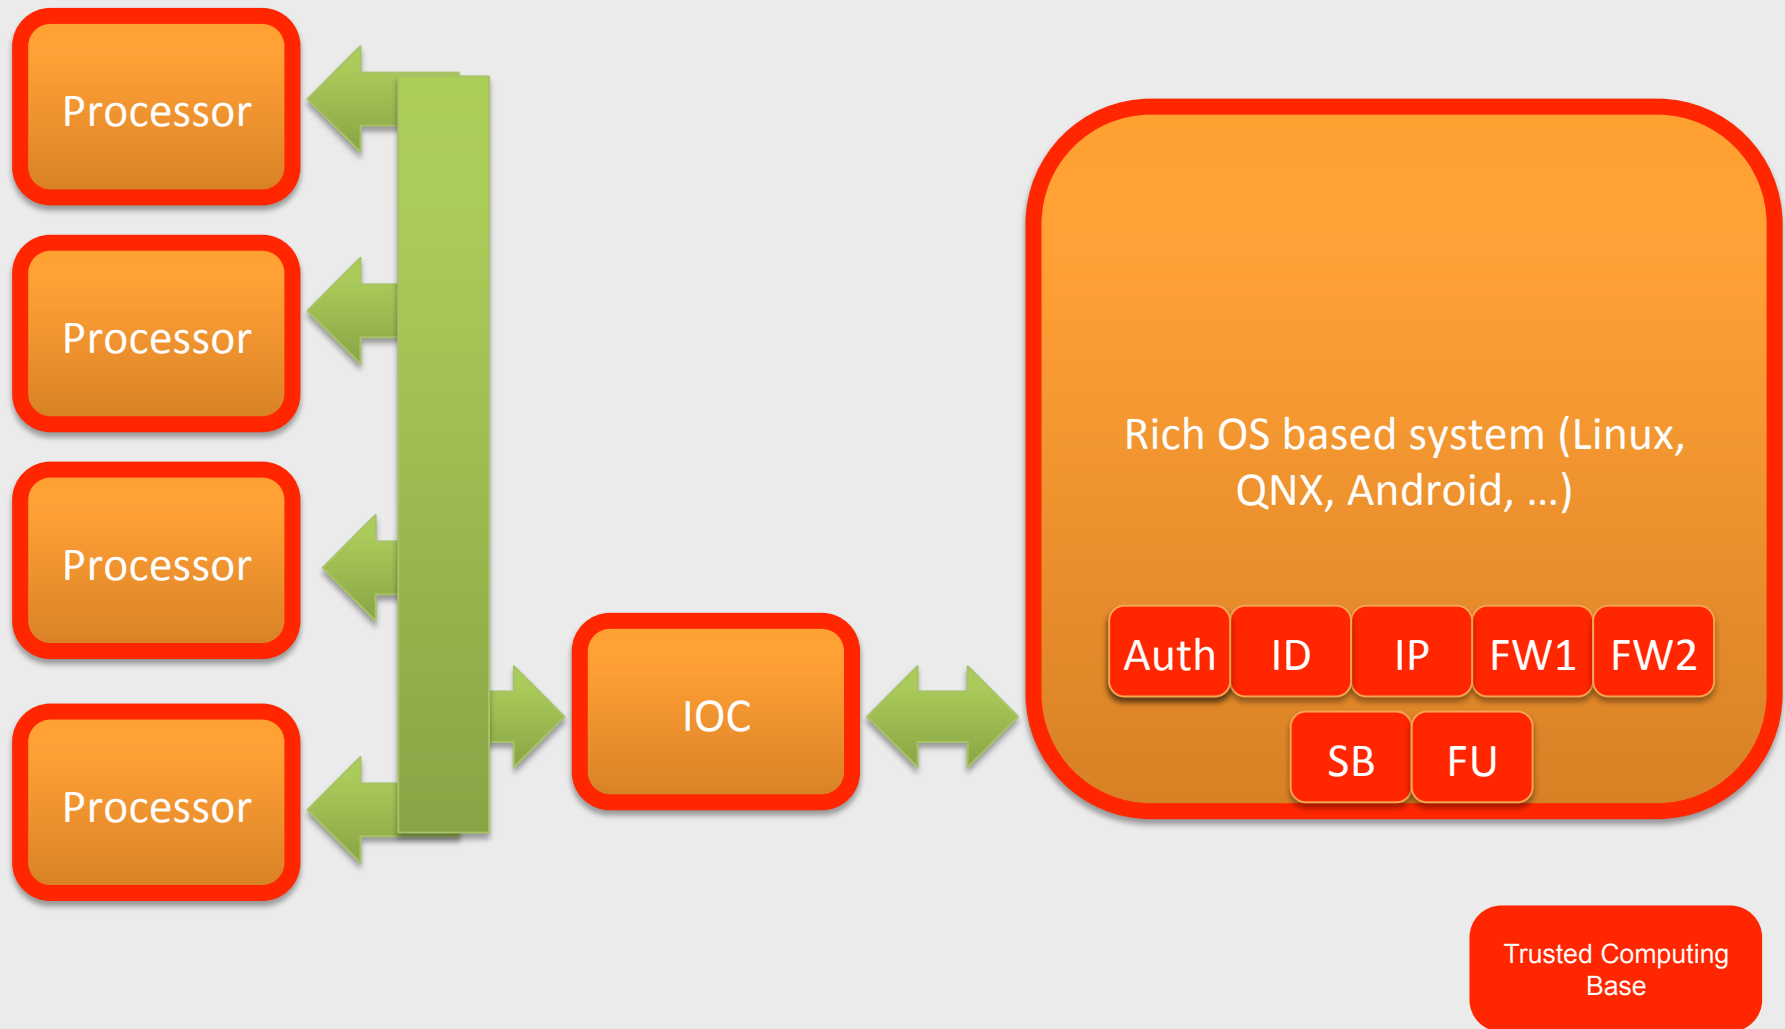 Processor
Processor
Processor
Processor
IOC
Rich OS based system (Linux,
QNX, Android, ...)
Auth ID IP FW1 FW2
SB FU
Trusted Computing
Base